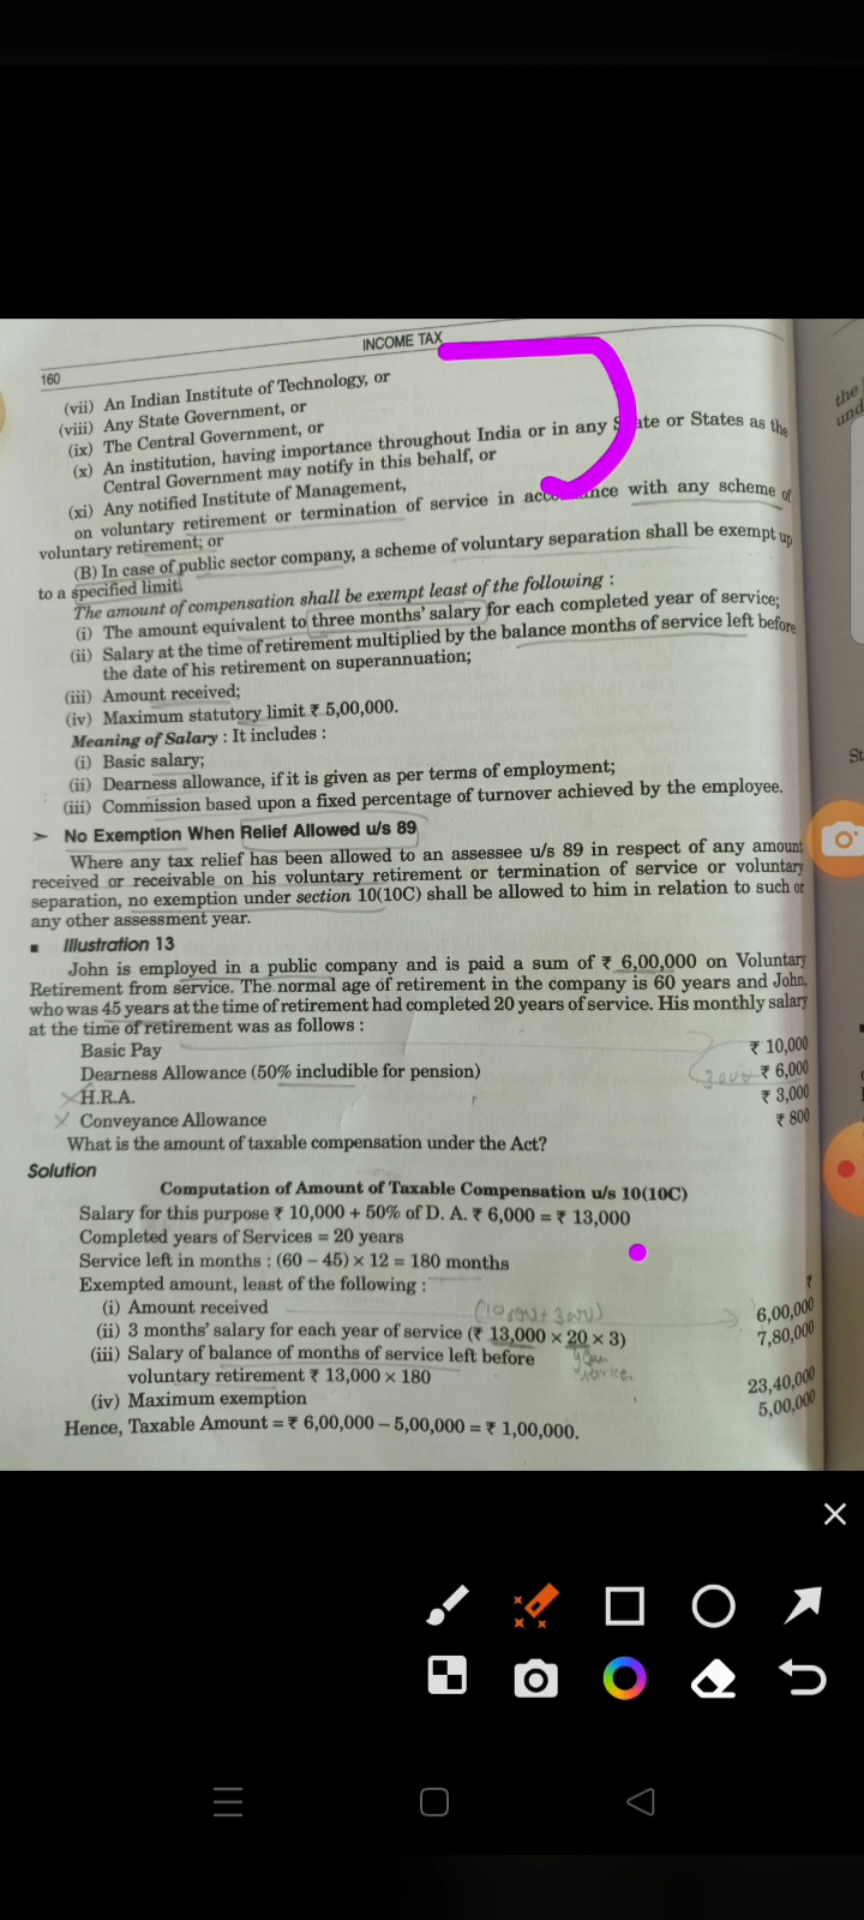 INCOME TAX
160
(vii) An Indian Institute of Technology, or
(viii) Any State Government, or
(ix) The Central Government, or
(x) An institution, having importance throughout India or in any State or States as the
Central Government may notify in this behalf, or
(xi) Any notified Institute of Management,
on voluntary retirement or termination of service in accordance with any scheme of
voluntary retirement; or
(B) In case of public sector company, a scheme of voluntary separation shall be exempt up
to a specified limit.
The amount of compensation shall be exempt least of the following :
(i) The amount equivalent to three months' salary for each completed year of service;
(ii) Salary at the time of retirement multiplied by the balance months of service left before
the date of his retirement on superannuation;
(iii) Amount received;
(iv) Maximum statutory limit ₹ 5,00,000.
Meaning of Salary : It includes :
(i) Basic salary;
(ii) Dearness allowance, if it is given as per terms of employment;
(iii) Commission based upon a fixed percentage of turnover achieved by the employee.
➢ No Exemption When Relief Allowed u/s 89
Where any tax relief has been allowed to an assessee u/s 89 in respect of any amount
received or receivable on his voluntary retirement or termination of service or voluntary
separation, no exemption under section 10(10C) shall be allowed to him in relation to such or
any other assessment year.
■ Illustration 13
John is employed in a public company and is paid a sum of ₹ 6,00,000 on Voluntary
Retirement from service. The normal age of retirement in the company is 60 years and John,
who was 45 years at the time of retirement had completed 20 years of service. His monthly salary
at the time of retirement was as follows :
Basic Pay ₹ 10,000
Dearness Allowance (50% includible for pension) 3000 ₹ 6,000
H.R.A. ₹ 3,000
Conveyance Allowance ₹ 800
What is the amount of taxable compensation under the Act?
Solution
Computation of Amount of Taxable Compensation u/s 10(10C)
Salary for this purpose ₹ 10,000 + 50% of D. A. ₹ 6,000 = ₹ 13,000
Completed years of Services = 20 years
Service left in months : (60 – 45) × 12 = 180 months
Exempted amount, least of the following : ₹
(i) Amount received 6,00,000
(ii) 3 months' salary for each year of service (₹ 13,000 × 20 × 3) 7,80,000
(iii) Salary of balance of months of service left before
voluntary retirement ₹ 13,000 × 180 23,40,000
(iv) Maximum exemption 5,00,000
Hence, Taxable Amount = ₹ 6,00,000 – 5,00,000 = ₹ 1,00,000.
the
und
St